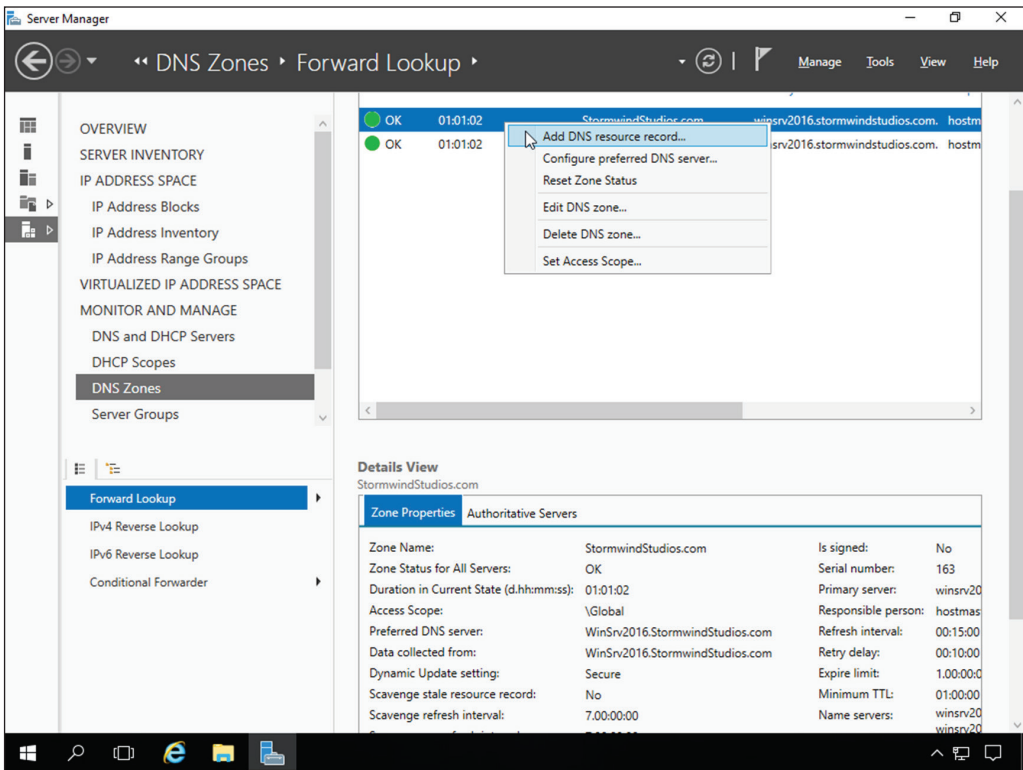 Server Manager
DNS Zones Forward Lookup
Manage Tools View Help
OVERVIEW
SERVER INVENTORY
IP ADDRESS SPACE
IP Address Blocks
IP Address Inventory
IP Address Range Groups
VIRTUALIZED IP ADDRESS SPACE
MONITOR AND MANAGE
DNS and DHCP Servers
DHCP Scopes
DNS Zones
Server Groups
Forward Lookup
IPv4 Reverse Lookup
IPv6 Reverse Lookup
Conditional Forwarder
OK 01:01:02 StormwindStudios.com winsrv2016.stormwindstudios.com. hostm
OK 01:01:02 srv2016.stormwindstudios.com. hostm
Add DNS resource record...
Configure preferred DNS server...
Reset Zone Status
Edit DNS zone...
Delete DNS zone...
Set Access Scope...
Details View
StormwindStudios.com
Zone Properties Authoritative Servers
Zone Name: StormwindStudios.com Is signed: No
Zone Status for All Servers: OK Serial number: 163
Duration in Current State (d.hh:mm:ss): 01:01:02 Primary server: winsrv20
Access Scope: \Global Responsible person: hostmas
Preferred DNS server: WinSrv2016.StormwindStudios.com Refresh interval: 00:15:00
Data collected from: WinSrv2016.StormwindStudios.com Retry delay: 00:10:00
Dynamic Update setting: Secure Expire limit: 1.00:00:0
Scavenge stale resource record: No Minimum TTL: 01:00:00
Scavenge refresh interval: 7.00:00:00 Name servers: winsrv20
winsrv20